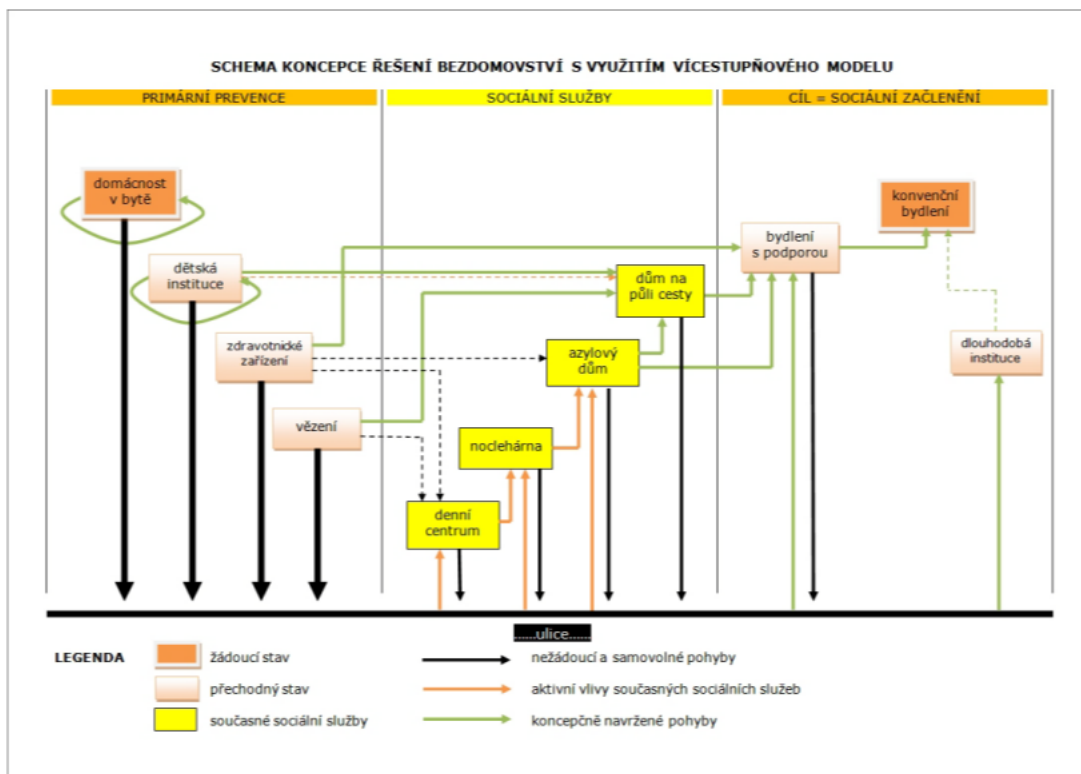 SCHEMA KONCEPCE ŘEŠENÍ BEZDOMOVSTVÍ S VYUŽITÍM VÍCESTUPŇOVÉHO MODELU
PRIMÁRNÍ PREVENCE
SOCIÁLNÍ SLUŽBY
CÍL = SOCIÁLNÍ ZAČLENĚNÍ
domácnost
v bytě
konvenční
bydlení
bydlení
s podporou
dětská
instituce
dům na
půli cesty
zdravotnické
zařízení
azylový
dům
dlouhodobá
instituce
vězení
noclehárna
denní
centrum
......ulice......
LEGENDA
žádoucí stav
nežádoucí a samovolné pohyby
přechodný stav
aktivní vlivy současných sociálních služeb
současné sociální služby
koncepčně navržené pohyby